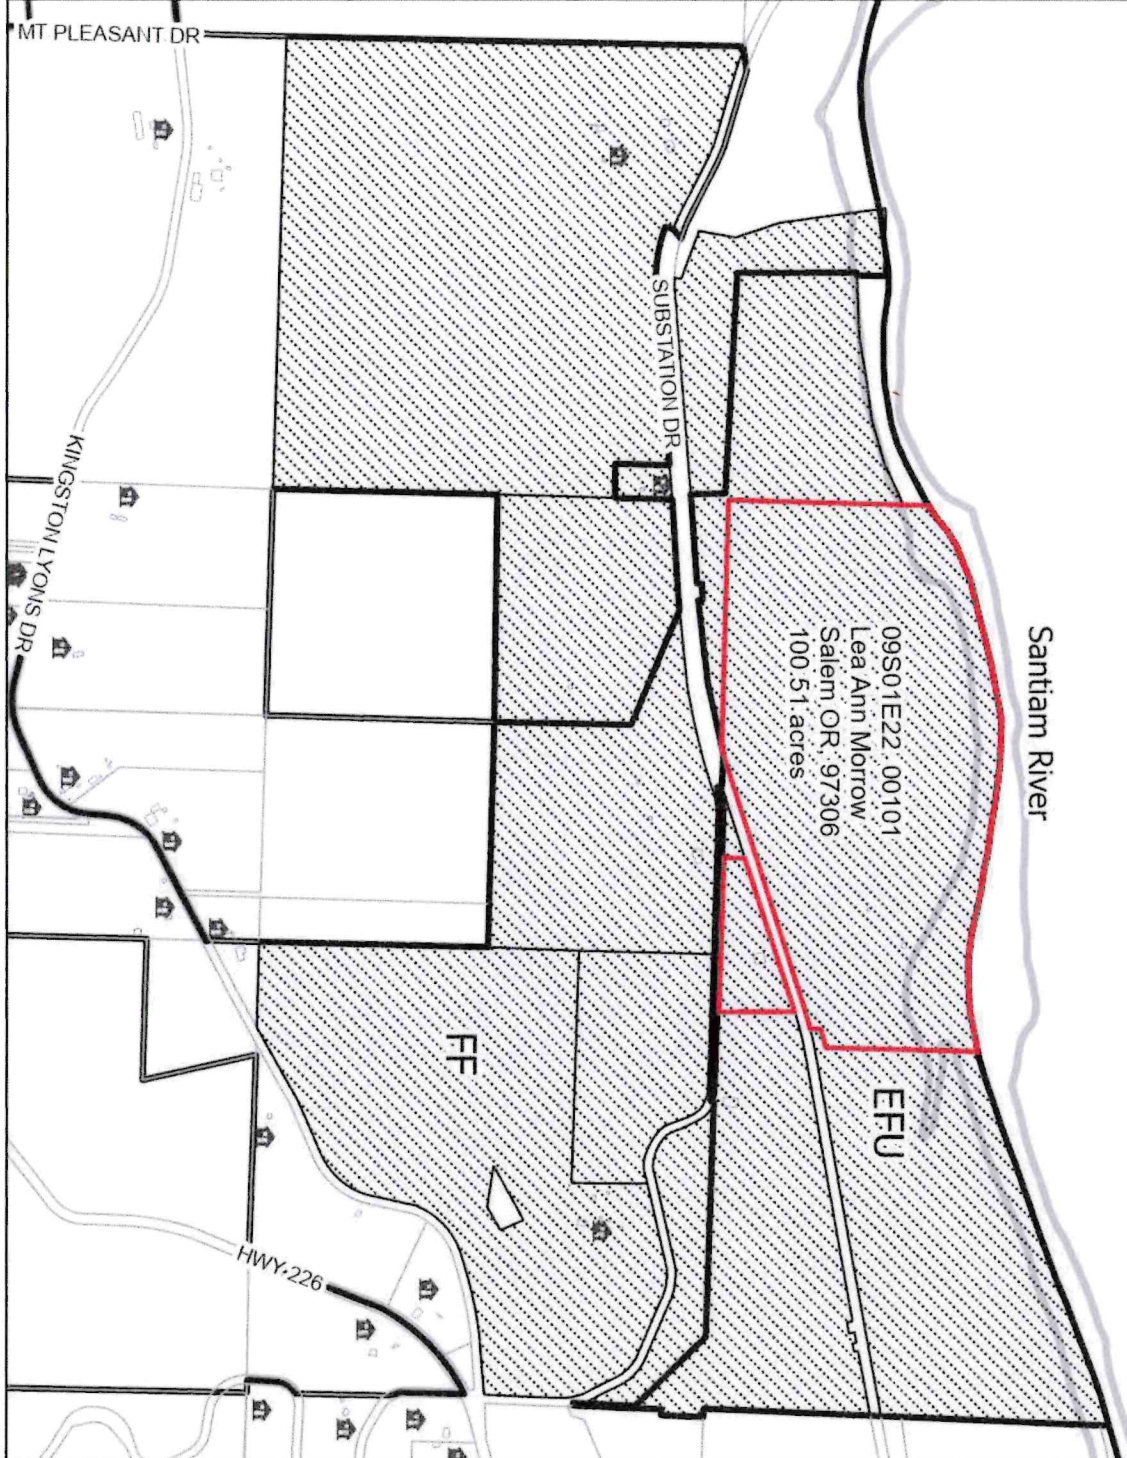 MT PLEASANT DR
SUBSTATION DR
KINGSTON LYONS DR
Santiam River
09S01E22 00101
Lea Ann Morrow
Salem OR, 97306
100.51 acres
FF
EFU
HWY 226